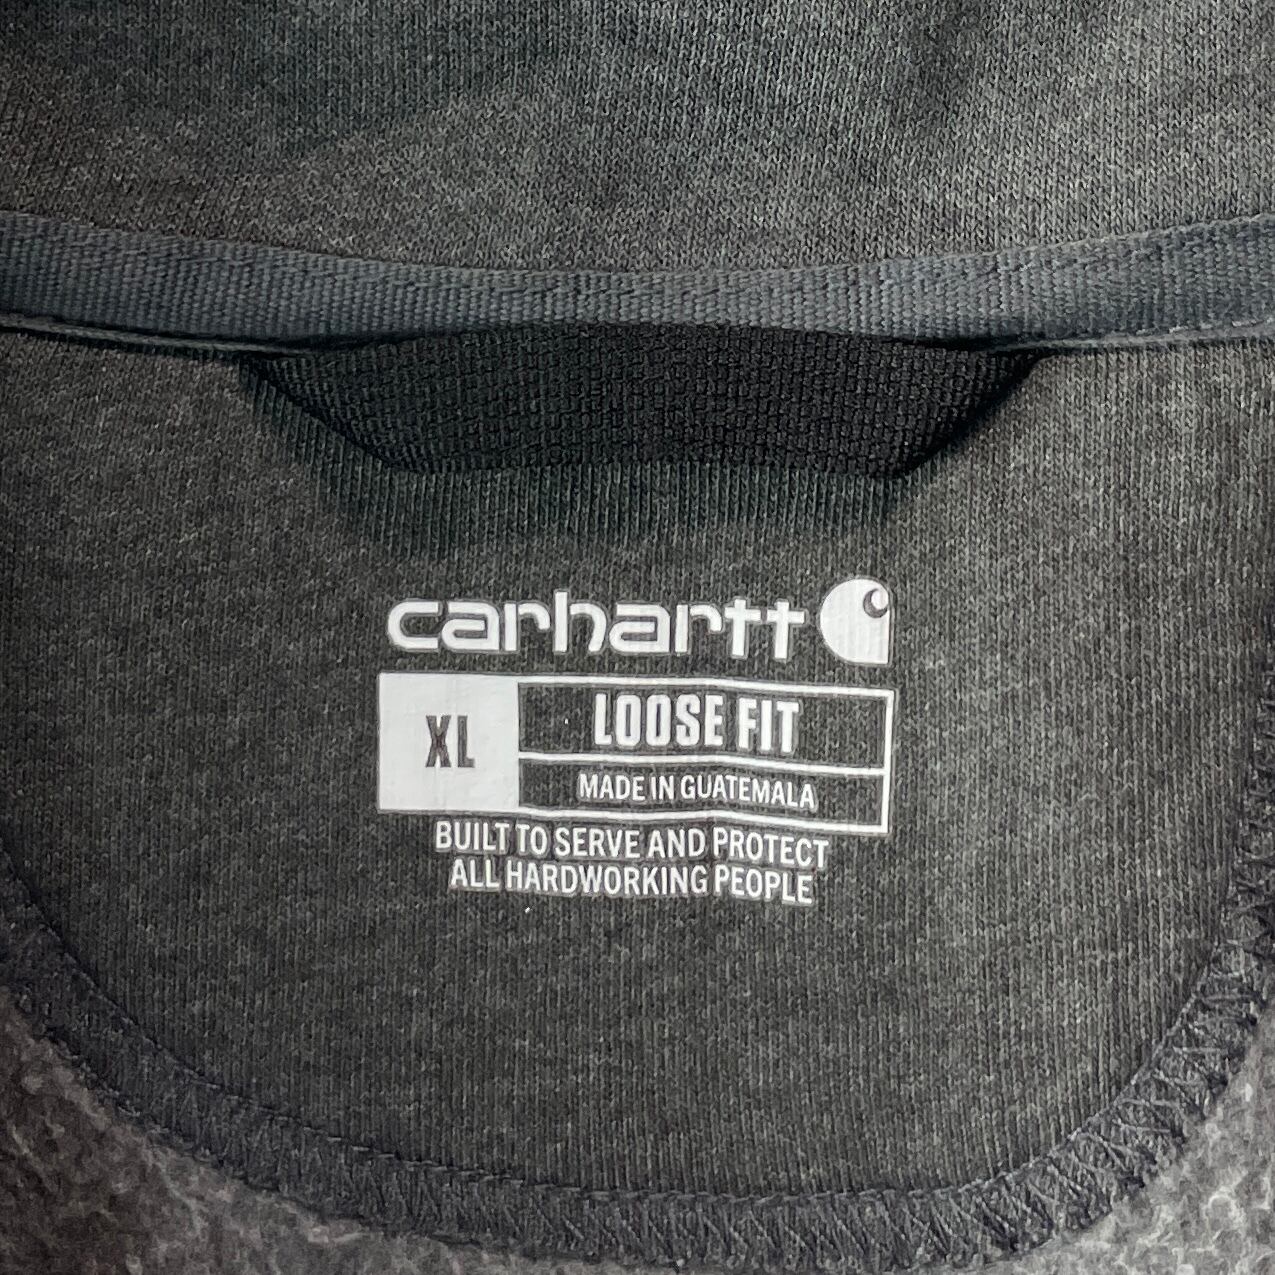 carhartt
XL
LOOSE FIT
MADE IN GUATEMALA
BUILT TO SERVE AND PROTECT
ALL HARDWORKING PEOPLE